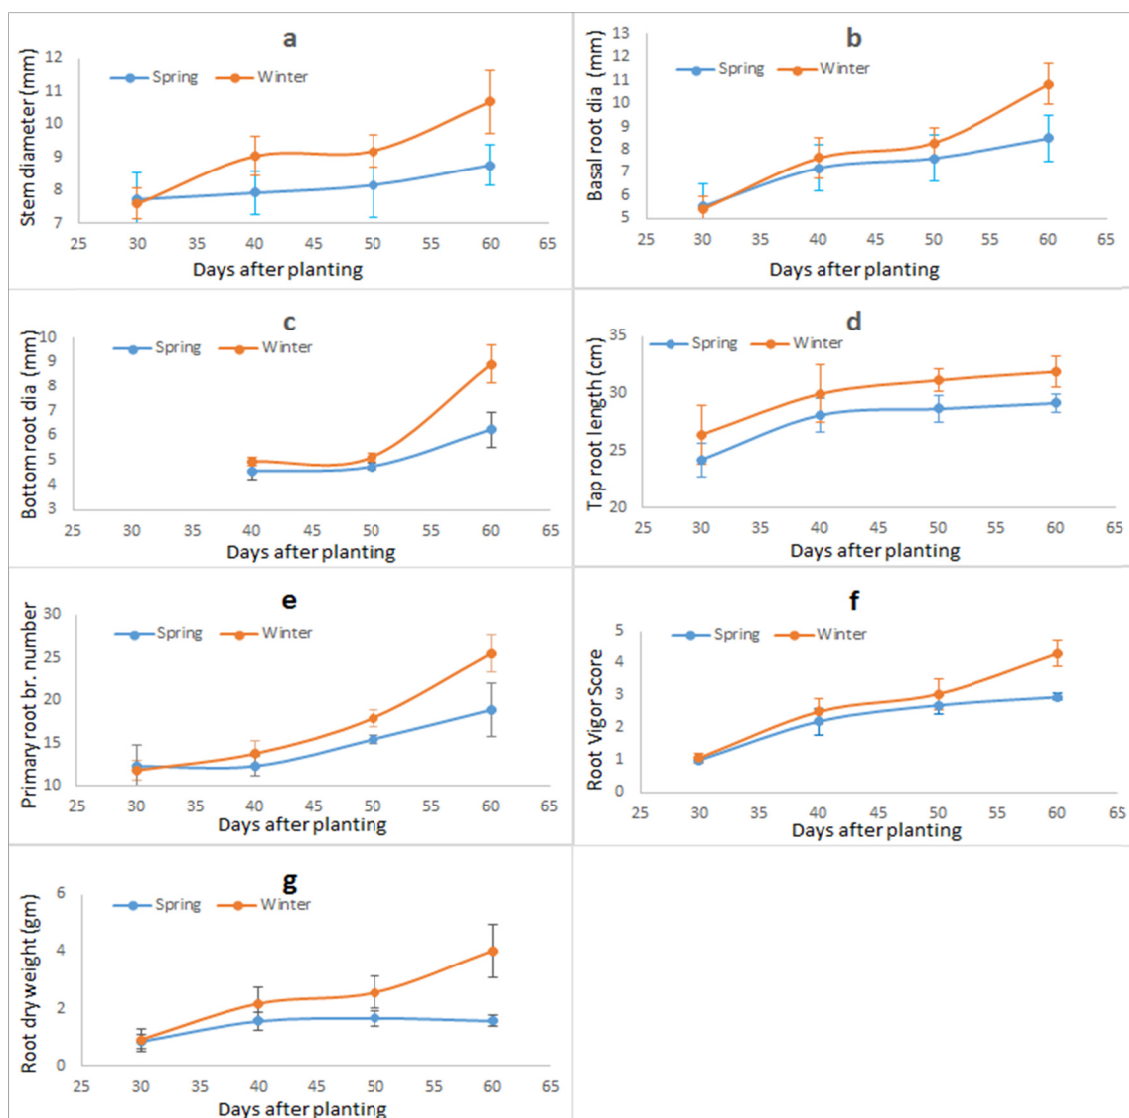 a
Stem diameter (mm)
Spring Winter
12
11
10
9
8
7
25 30 35 40 45 50 55 60 65
Days after planting
b
Basal root dia (mm)
Spring Winter
13
12
11
10
9
8
7
6
5
25 30 35 40 45 50 55 60 65
Days after planting
c
Bottom root dia (mm)
Spring Winter
10
9
8
7
6
5
4
3
25 30 35 40 45 50 55 60 65
Days after planting
d
Tap root length (cm)
Spring Winter
35
30
25
20
25 30 35 40 45 50 55 60 65
Days after planting
e
Primary root br. number
Spring Winter
30
25
20
15
10
25 30 35 40 45 50 55 60 65
Days after planting
f
Root Vigor Score
Spring Winter
5
4
3
2
1
0
25 30 35 40 45 50 55 60 65
Days after planting
g
Root dry weight (gm)
Spring Winter
6
4
2
0
25 30 35 40 45 50 55 60 65
Days after planting